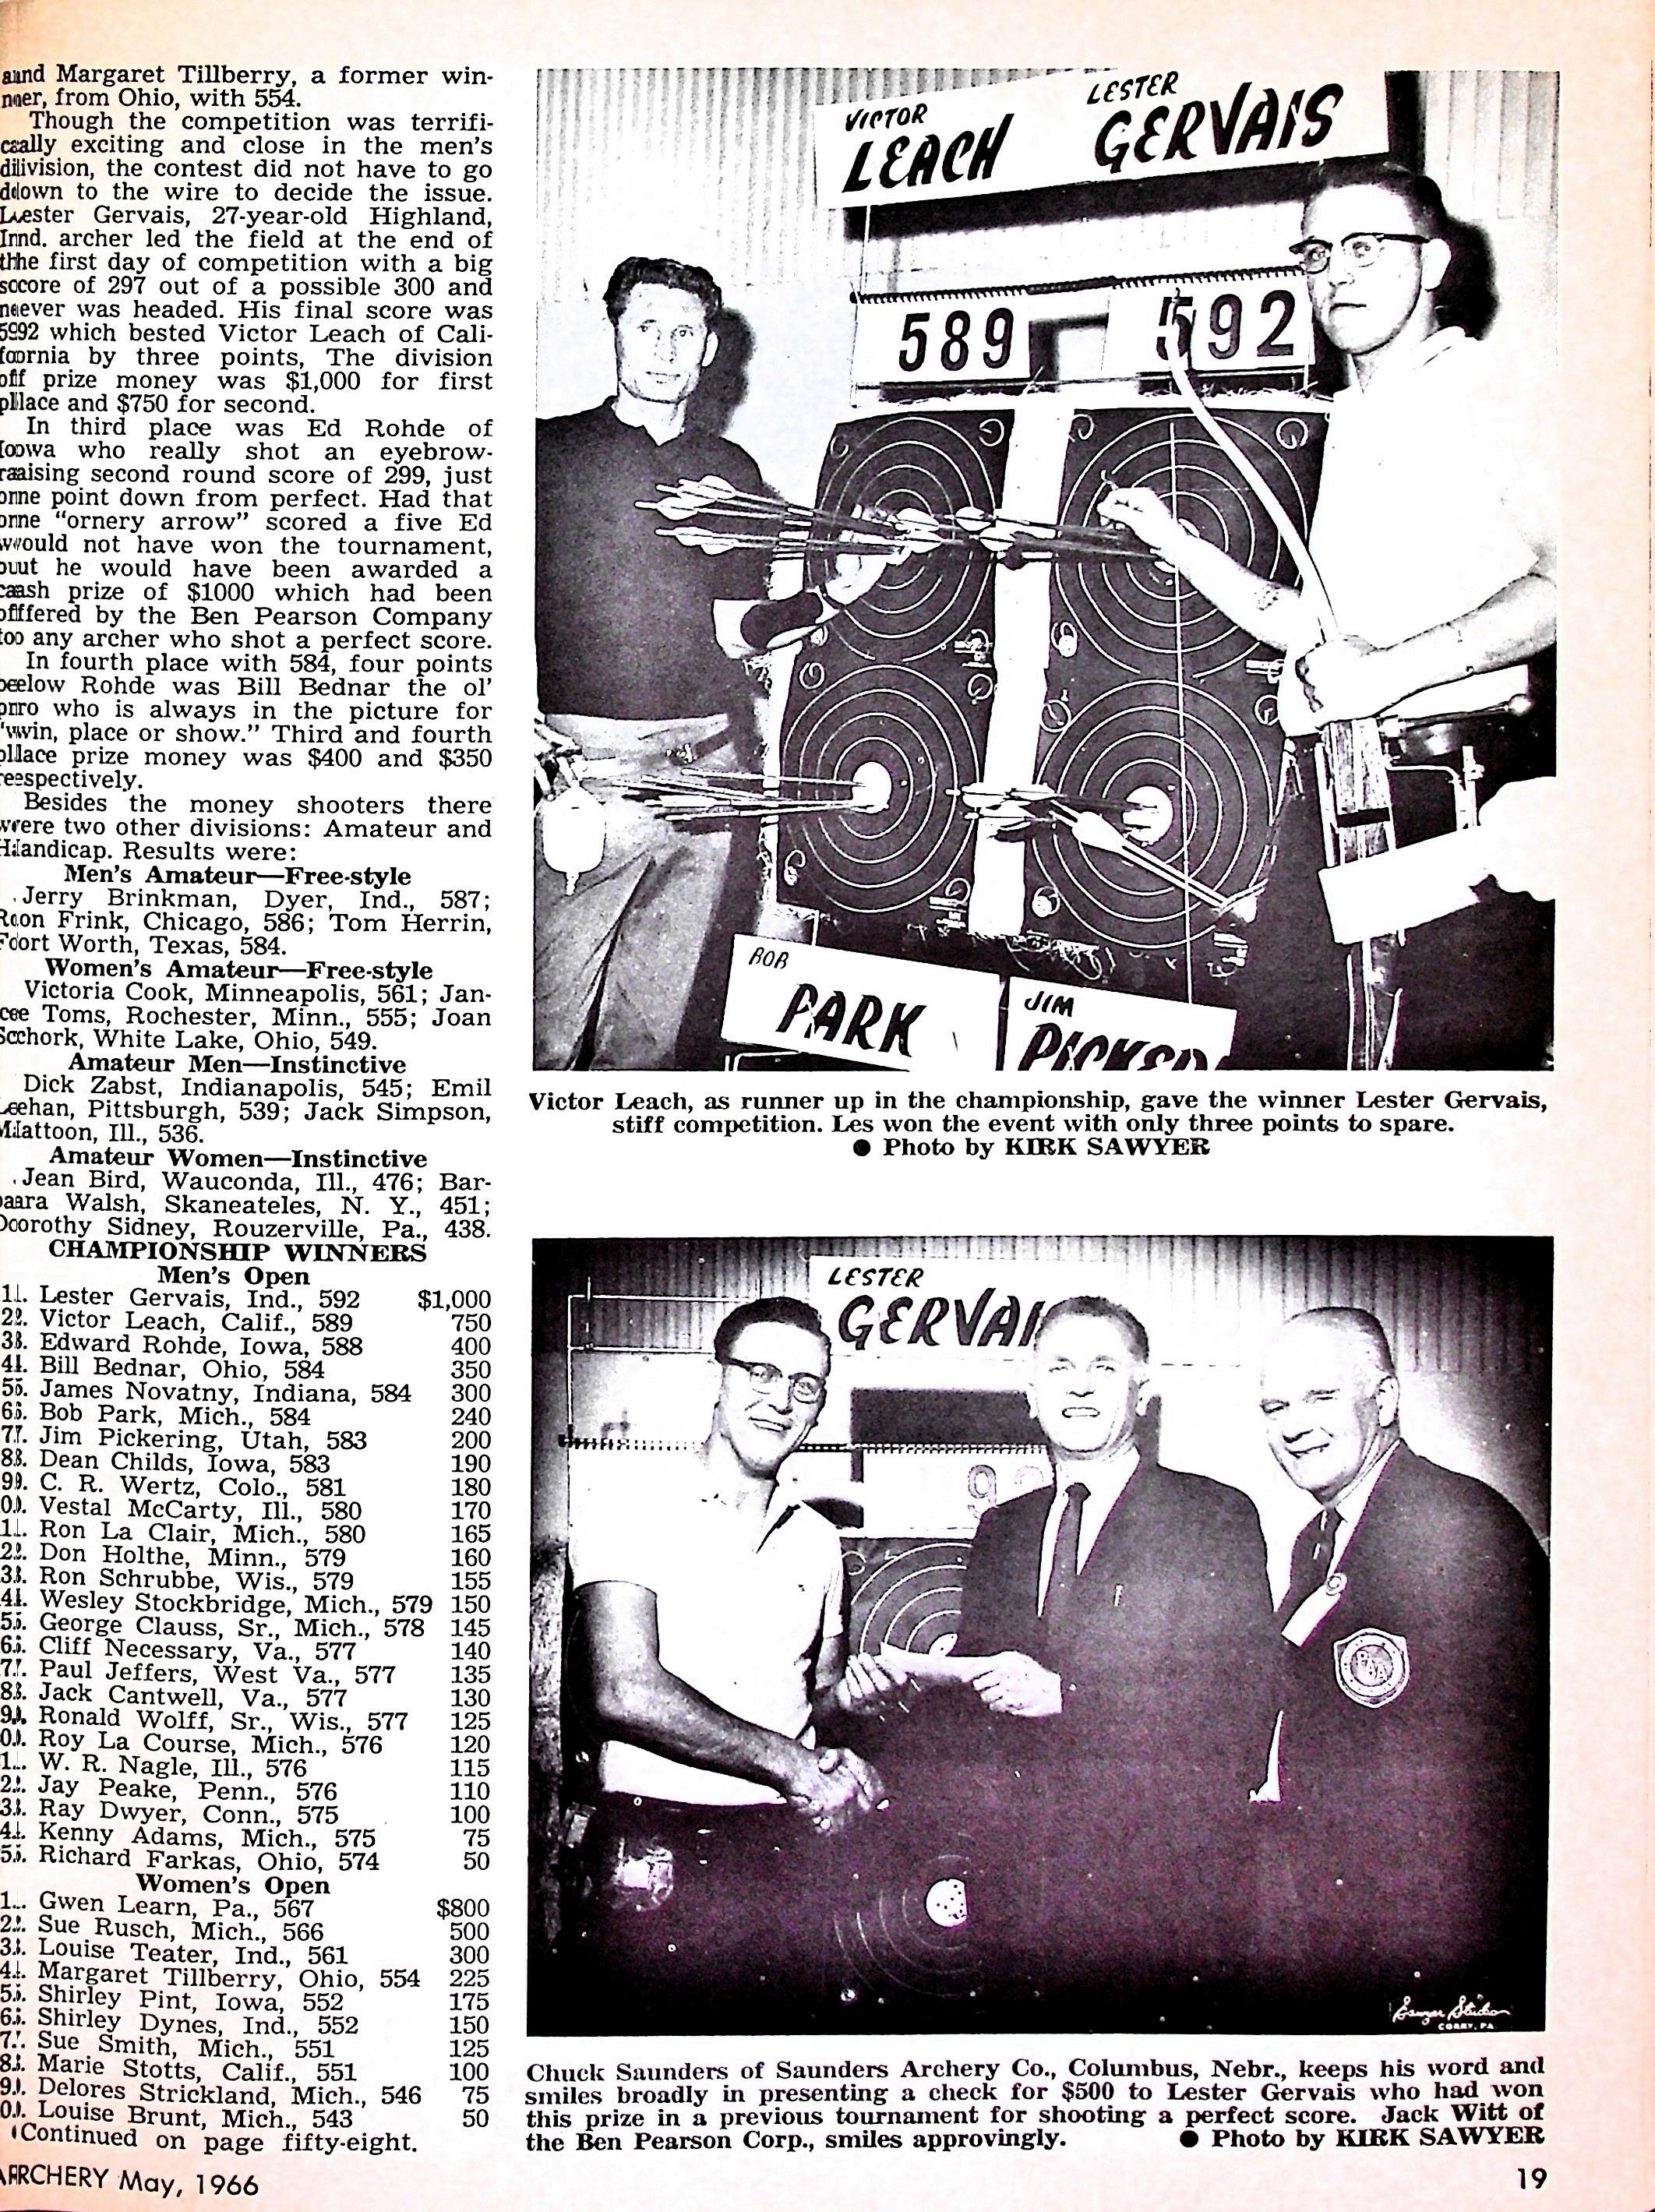 and Margaret Tillberry, a former win-
ner, from Ohio, with 554.
Though the competition was terrifi-
cally exciting and close in the men's
division, the contest did not have to go
down to the wire to decide the issue.
Lester Gervais, 27-year-old Highland,
Ind. archer led the field at the end of
the first day of competition with a big
score of 297 out of a possible 300 and
never was headed. His final score was
592 which bested Victor Leach of Cali-
fornia by three points, The division
off prize money was $1,000 for first
place and $750 for second.
In third place was Ed Rohde of
Iowa who really shot an eyebrow-
raising second round score of 299, just
one point down from perfect. Had that
one "ornery arrow" scored a five Ed
would not have won the tournament,
but he would have been awarded a
cash prize of $1000 which had been
offered by the Ben Pearson Company
to any archer who shot a perfect score.
In fourth place with 584, four points
below Rohde was Bill Bednar the ol'
pro who is always in the picture for
"win, place or show." Third and fourth
place prize money was $400 and $350
respectively.
Besides the money shooters there
were two other divisions: Amateur and
Handicap. Results were:
Men's Amateur—Free-style
Jerry Brinkman, Dyer, Ind., 587;
Ron Frink, Chicago, 586; Tom Herrin,
Fort Worth, Texas, 584.
Women's Amateur—Free-style
Victoria Cook, Minneapolis, 561; Jan-
ce Toms, Rochester, Minn., 555; Joan
Schork, White Lake, Ohio, 549.
Amateur Men—Instinctive
Dick Zabst, Indianapolis, 545; Emil
Leehan, Pittsburgh, 539; Jack Simpson,
Mattoon, Ill., 536.
Amateur Women—Instinctive
Jean Bird, Wauconda, Ill., 476; Bar-
bara Walsh, Skaneateles, N. Y., 451;
Dorothy Sidney, Rouzerville, Pa., 438.
CHAMPIONSHIP WINNERS
Men's Open
1. Lester Gervais, Ind., 592 $1,000
2. Victor Leach, Calif., 589 750
3. Edward Rohde, Iowa, 588 400
4. Bill Bednar, Ohio, 584 350
5. James Novatny, Indiana, 584 300
6. Bob Park, Mich., 584 240
7. Jim Pickering, Utah, 583 200
8. Dean Childs, Iowa, 583 190
9. C. R. Wertz, Colo., 581 180
0. Vestal McCarty, Ill., 580 170
1. Ron La Clair, Mich., 580 165
2. Don Holthe, Minn., 579 160
3. Ron Schrubbe, Wis., 579 155
4. Wesley Stockbridge, Mich., 579 150
5. George Clauss, Sr., Mich., 578 145
6. Cliff Necessary, Va., 577 140
7. Paul Jeffers, West Va., 577 135
8. Jack Cantwell, Va., 577 130
9. Ronald Wolff, Sr., Wis., 577 125
0. Roy La Course, Mich., 576 120
1. W. R. Nagle, Ill., 576 115
2. Jay Peake, Penn., 576 110
3. Ray Dwyer, Conn., 575 100
4. Kenny Adams, Mich., 575 75
5. Richard Farkas, Ohio, 574 50
Women's Open
1. Gwen Learn, Pa., 567 $800
2. Sue Rusch, Mich., 566 500
3. Louise Teater, Ind., 561 300
4. Margaret Tillberry, Ohio, 554 225
5. Shirley Pint, Iowa, 552 175
6. Shirley Dynes, Ind., 552 150
7. Sue Smith, Mich., 551 125
8. Marie Stotts, Calif., 551 100
9. Delores Strickland, Mich., 546 75
0. Louise Brunt, Mich., 543 50
Continued on page fifty-eight.
VICTOR LEACH
LESTER GERVAIS
589
592
BOB PARK
JIM
Victor Leach, as runner up in the championship, gave the winner Lester Gervais,
stiff competition. Les won the event with only three points to spare.
● Photo by KIRK SAWYER
LESTER
GERVAI
9
PAA
Sawyer Studio
CORRY, PA
Chuck Saunders of Saunders Archery Co., Columbus, Nebr., keeps his word and
smiles broadly in presenting a check for $500 to Lester Gervais who had won
this prize in a previous tournament for shooting a perfect score. Jack Witt of
the Ben Pearson Corp., smiles approvingly. ● Photo by KIRK SAWYER
ARCHERY May, 1966
19